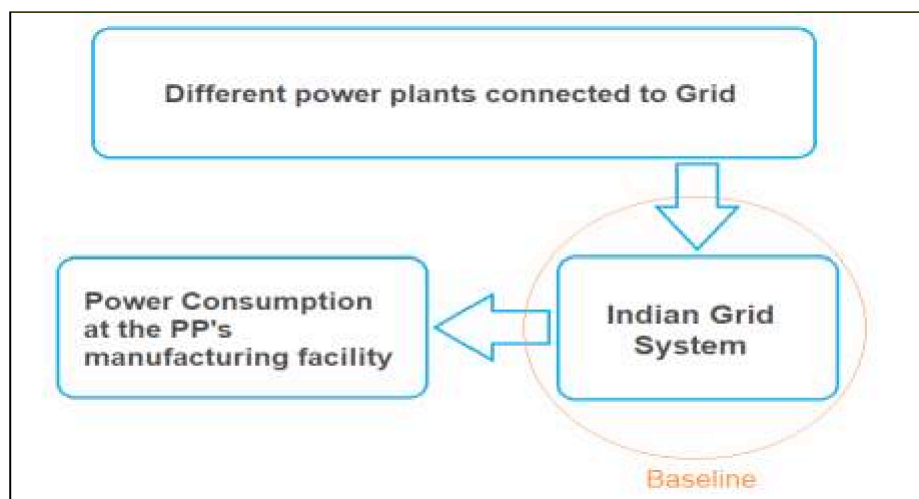 Different power plants connected to Grid
Power Consumption
at the PP's
manufacturing facility
Indian Grid
System
Baseline